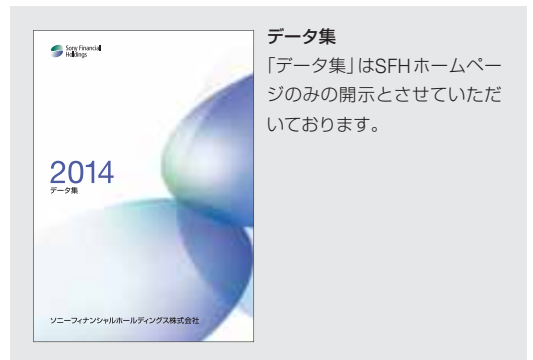 Sony Financial
Holdings
2014
データ集
ソニーフィナンシャルホールディングス株式会社
データ集
「データ集」はSFHホームペー
ジのみの開示とさせていただ
いております。